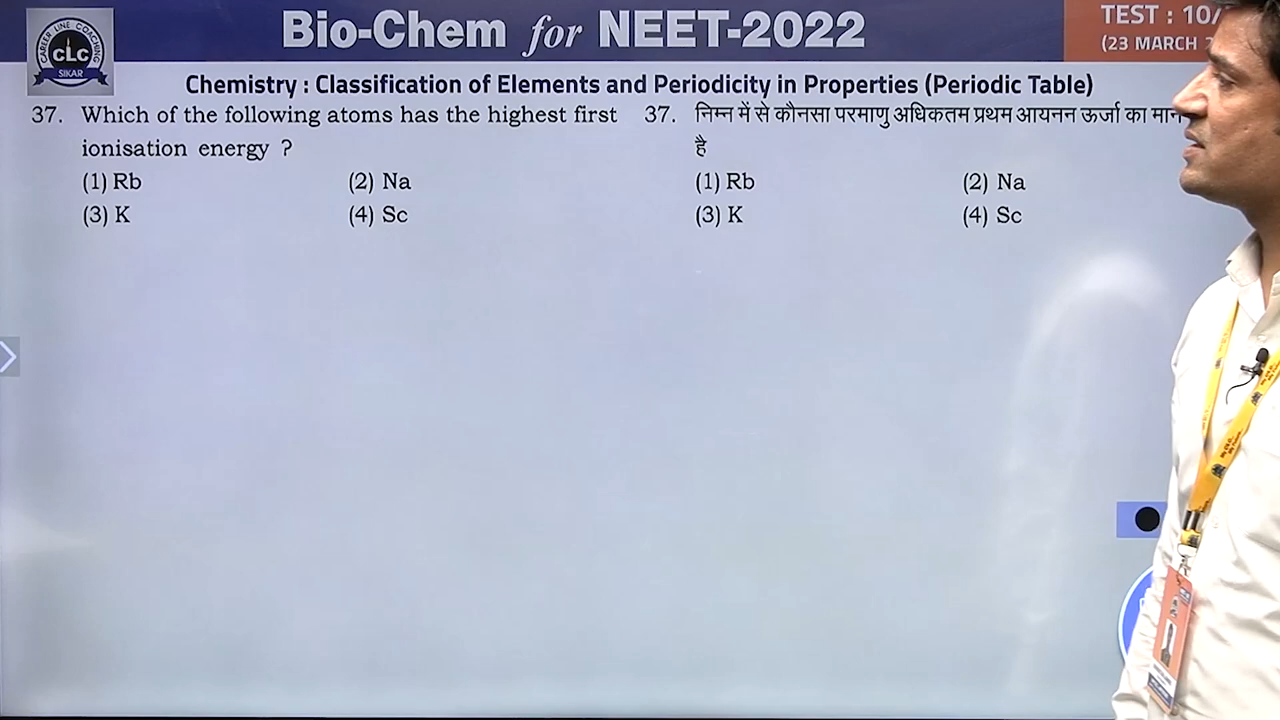 Bio-Chem for NEET-2022
TEST : 10/
(23 MARCH
CAREER LINE COACHING
CLC
SIKAR
Chemistry : Classification of Elements and Periodicity in Properties (Periodic Table)
37. Which of the following atoms has the highest first
ionisation energy ?
(1) Rb (2) Na
(3) K (4) Sc
37. निम्न में से कौनसा परमाणु अधिकतम प्रथम आयनन ऊर्जा का मान
है
(1) Rb (2) Na
(3) K (4) Sc